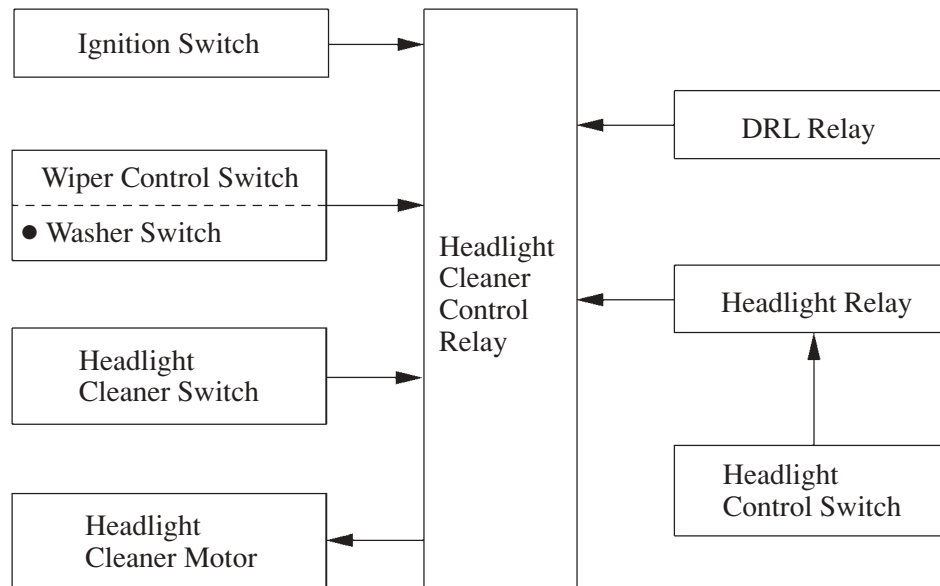 Ignition Switch
Wiper Control Switch
● Washer Switch
Headlight
Cleaner Switch
Headlight
Cleaner Motor
Headlight
Cleaner
Control
Relay
DRL Relay
Headlight Relay
Headlight
Control Switch